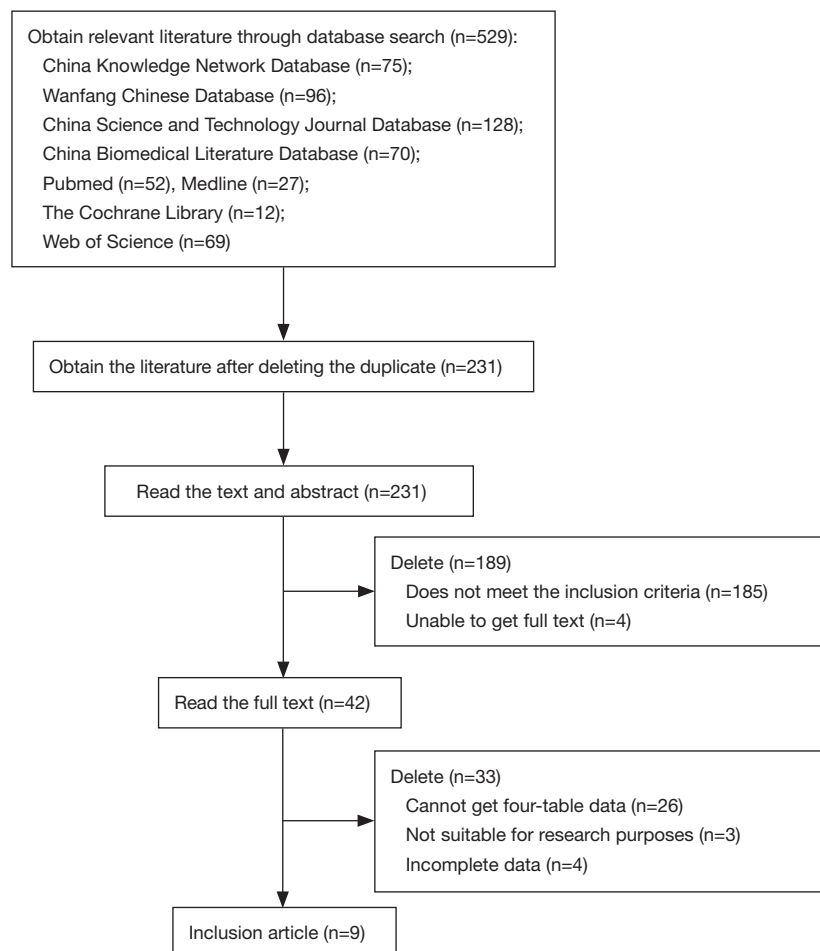 Obtain relevant literature through database search (n=529):
China Knowledge Network Database (n=75);
Wanfang Chinese Database (n=96);
China Science and Technology Journal Database (n=128);
China Biomedical Literature Database (n=70);
Pubmed (n=52), Medline (n=27);
The Cochrane Library (n=12);
Web of Science (n=69)
Obtain the literature after deleting the duplicate (n=231)
Read the text and abstract (n=231)
Delete (n=189)
Does not meet the inclusion criteria (n=185)
Unable to get full text (n=4)
Read the full text (n=42)
Delete (n=33)
Cannot get four-table data (n=26)
Not suitable for research purposes (n=3)
Incomplete data (n=4)
Inclusion article (n=9)